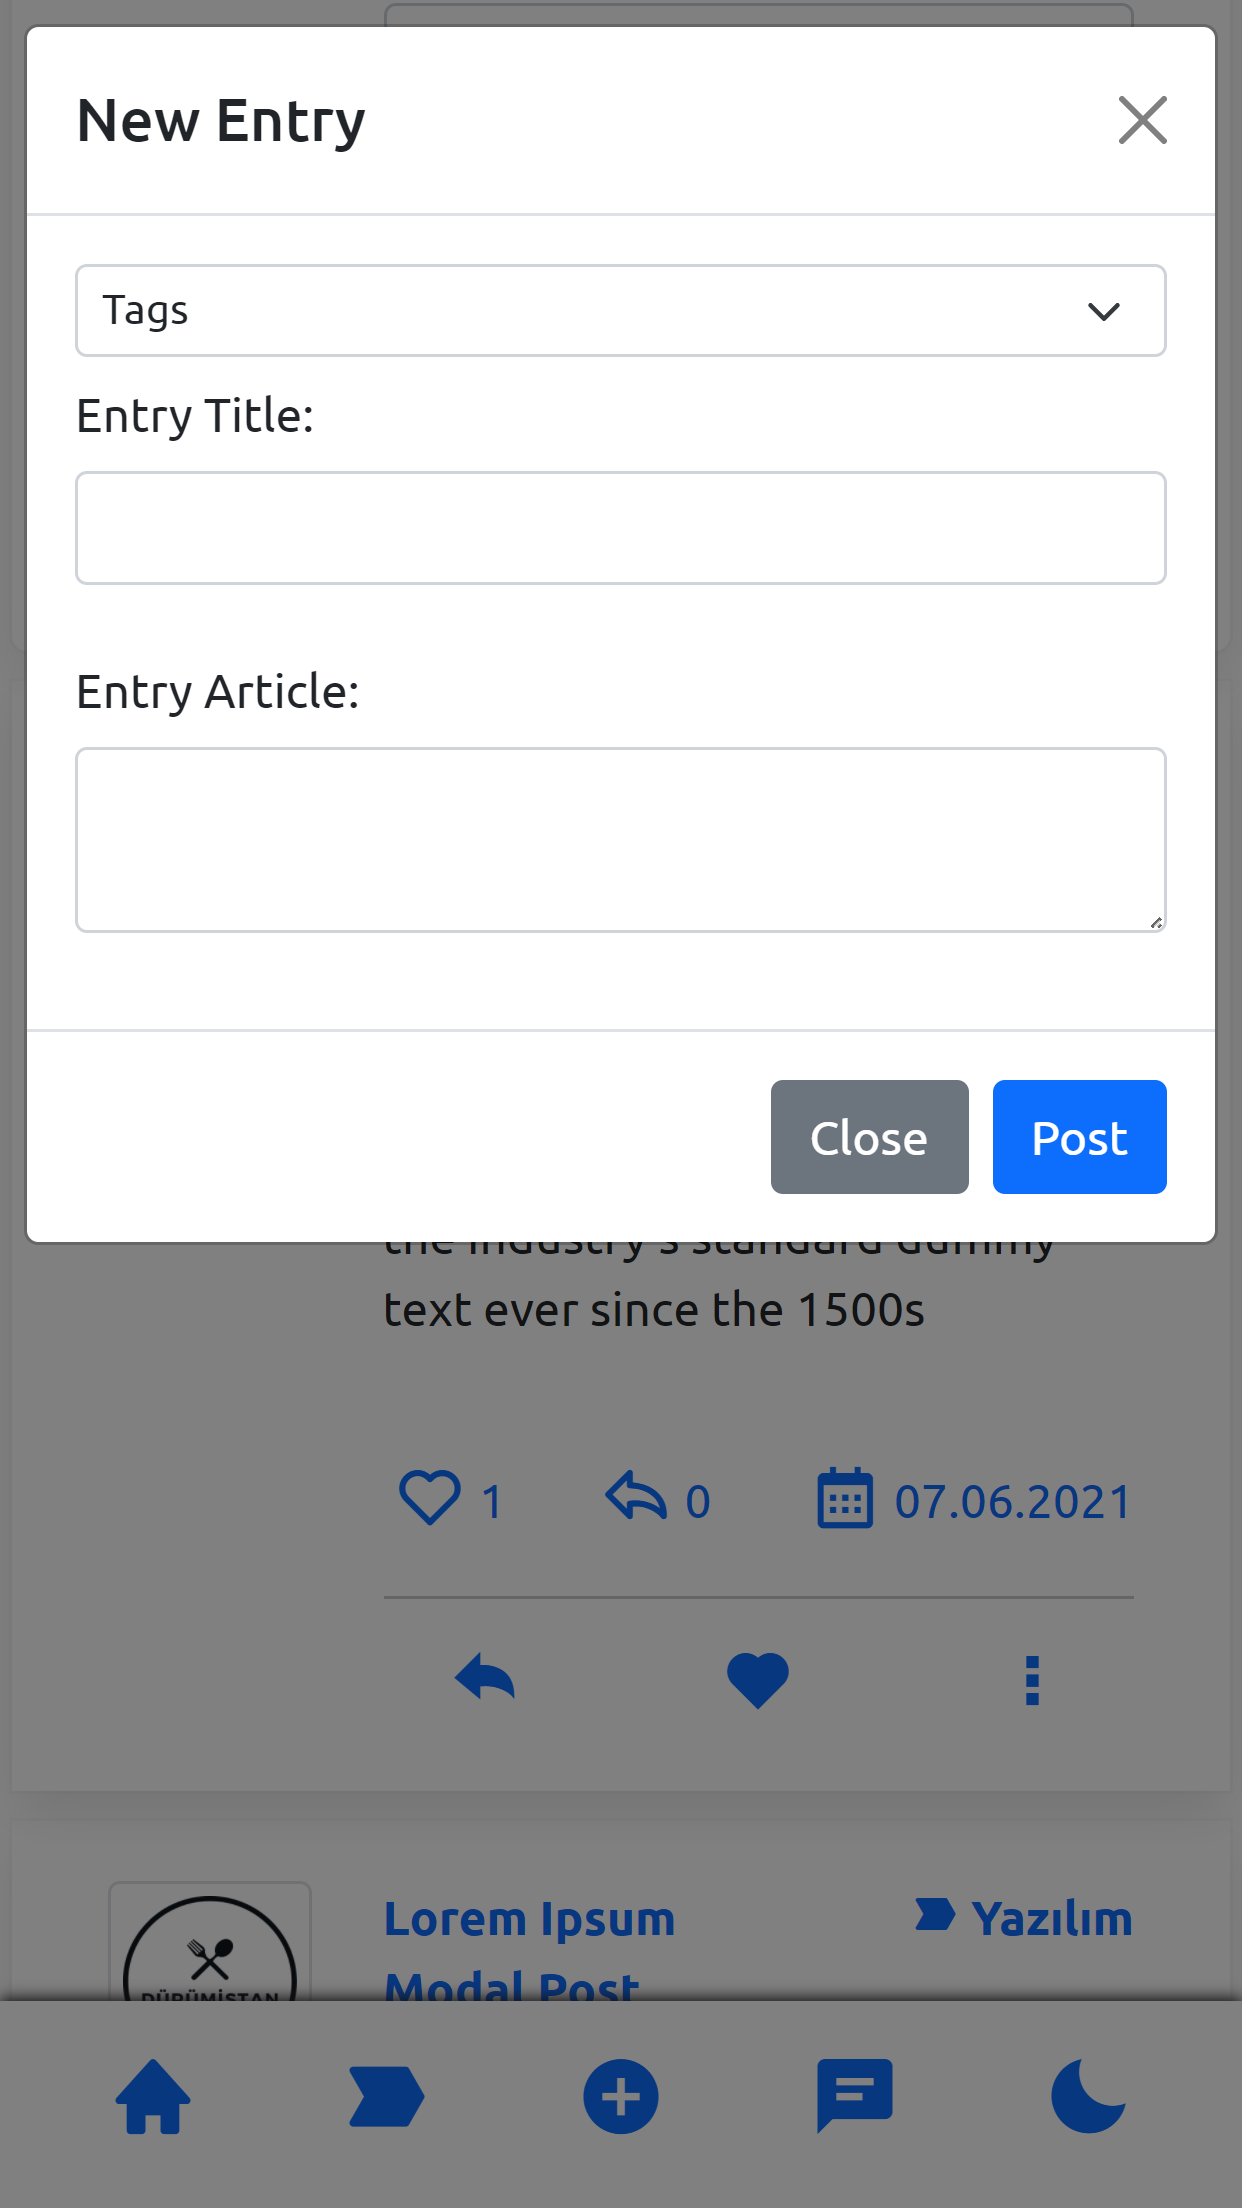 New Entry
Tags
Entry Title:
Entry Article:
Close Post
the industry's standard dummy
text ever since the 1500s
1 0 07.06.2021
Lorem Ipsum Yazılım
Modal Post
DÜRÜMİSTAN